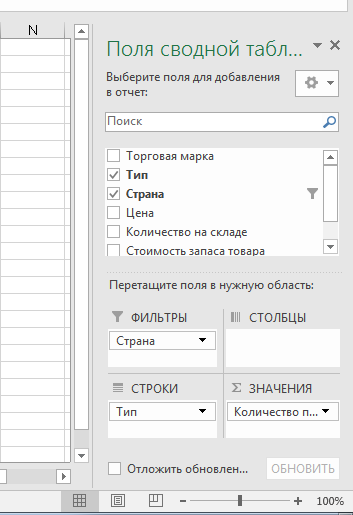 N
Поля сводной табл...
Выберите поля для добавления
в отчет:
Поиск
Торговая марка
Тип
Страна
Цена
Количество на складе
Стоимость запаса товара
Перетащите поля в нужную область:
ФИЛЬТРЫ
СТОЛБЦЫ
Страна
СТРОКИ
Σ ЗНАЧЕНИЯ
Тип
Количество п...
Отложить обновлен...
ОБНОВИТЬ
100%